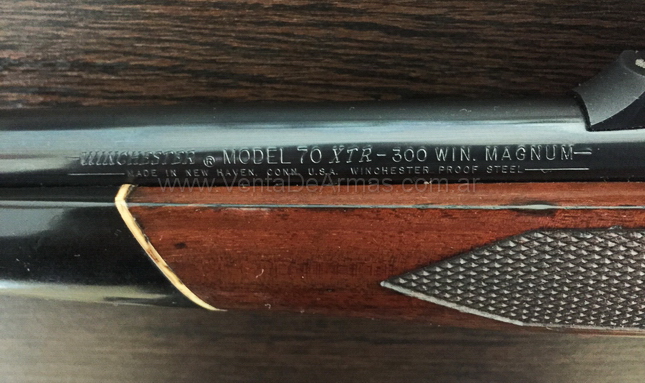 WINCHESTER ® MODEL 70 XTR - 300 WIN. MAGNUM
MADE IN NEW HAVEN, CONN. U.S.A. WINCHESTER PROOF STEEL
www.VentaDeArmas.com.ar